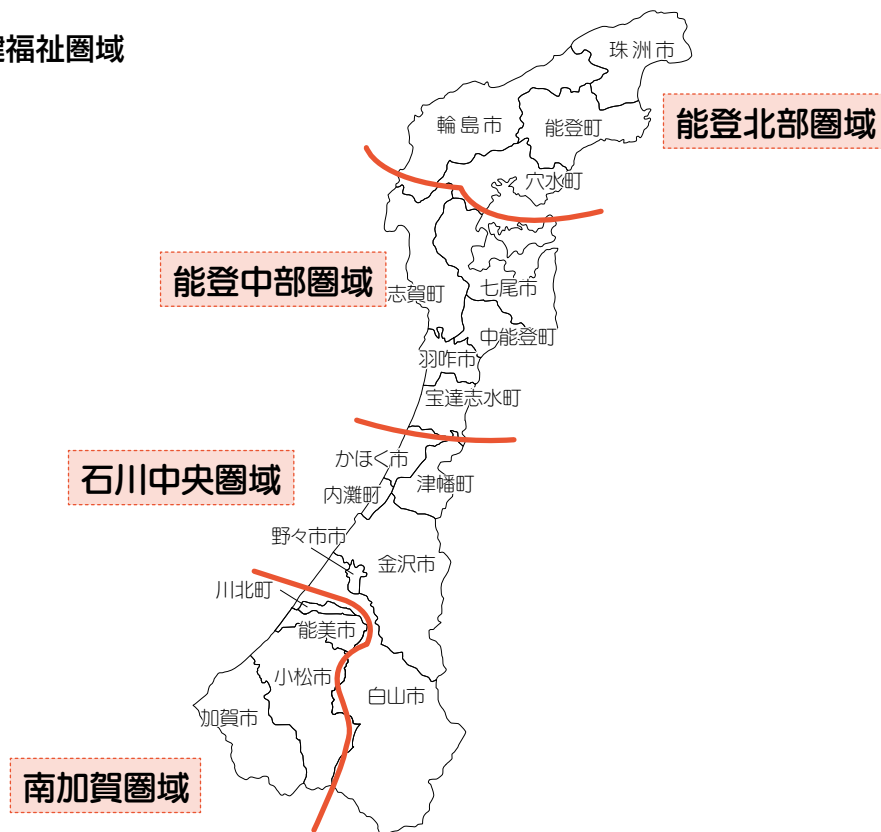 福祉圏域
珠洲市
輪島市
能登町
能登北部圏域
穴水町
能登中部圏域
志賀町
七尾市
中能登町
羽咋市
宝達志水町
かほく市
石川中央圏域
津幡町
内灘町
野々市市
金沢市
川北町
能美市
小松市
白山市
加賀市
南加賀圏域